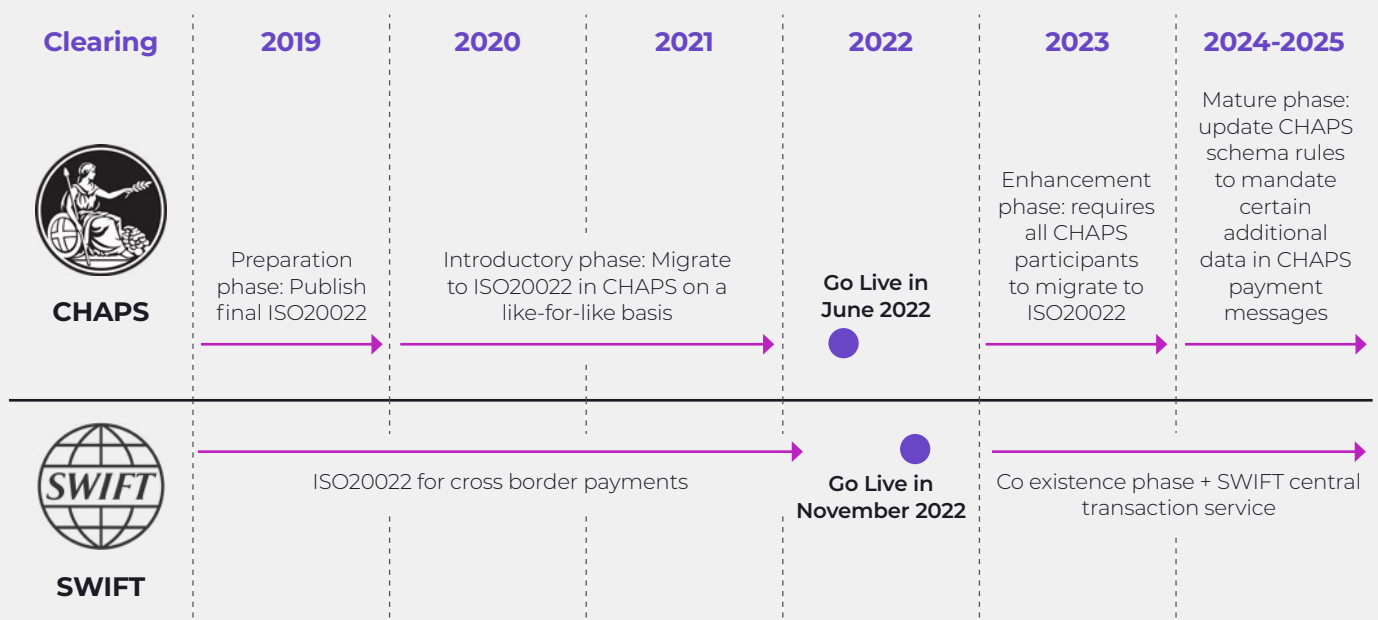 Clearing
2019
2020
2021
2022
2023
2024-2025
CHAPS
Preparation
phase: Publish
final ISO20022
Introductory phase: Migrate
to ISO20022 in CHAPS on a
like-for-like basis
Go Live in
June 2022
Enhancement
phase: requires
all CHAPS
participants
to migrate to
ISO20022
Mature phase:
update CHAPS
schema rules
to mandate
certain
additional
data in CHAPS
payment
messages
SWIFT
SWIFT
ISO20022 for cross border payments
Go Live in
November 2022
Co existence phase + SWIFT central
transaction service